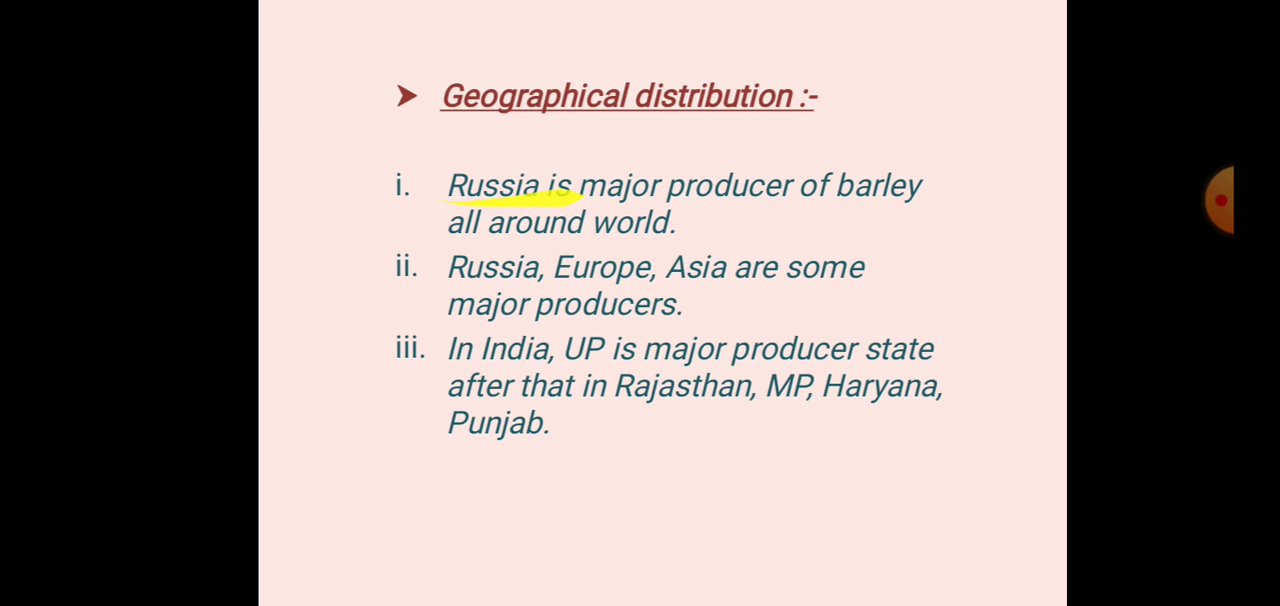 ➤ Geographical distribution :-
i. Russia is major producer of barley
all around world.
ii. Russia, Europe, Asia are some
major producers.
iii. In India, UP is major producer state
after that in Rajasthan, MP, Haryana,
Punjab.